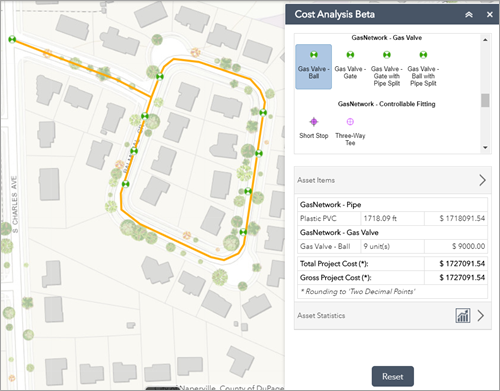 Cost Analysis Beta
GasNetwork - Gas Valve
Gas Valve - Ball
Gas Valve - Gate
Gas Valve - Gate with Pipe Split
Gas Valve - Ball with Pipe Split
GasNetwork - Controllable Fitting
Short Stop
Three-Way Tee
Asset Items
GasNetwork - Pipe
Plastic PVC 1718.09 ft $ 1718091.54
GasNetwork - Gas Valve
Gas Valve - Ball 9 unit(s) $ 9000.00
Total Project Cost (*): $ 1727091.54
Gross Project Cost (*): $ 1727091.54
* Rounding to 'Two Decimal Points'
Asset Statistics
Reset
S CHARLES AVE
Naperville, County of DuPage